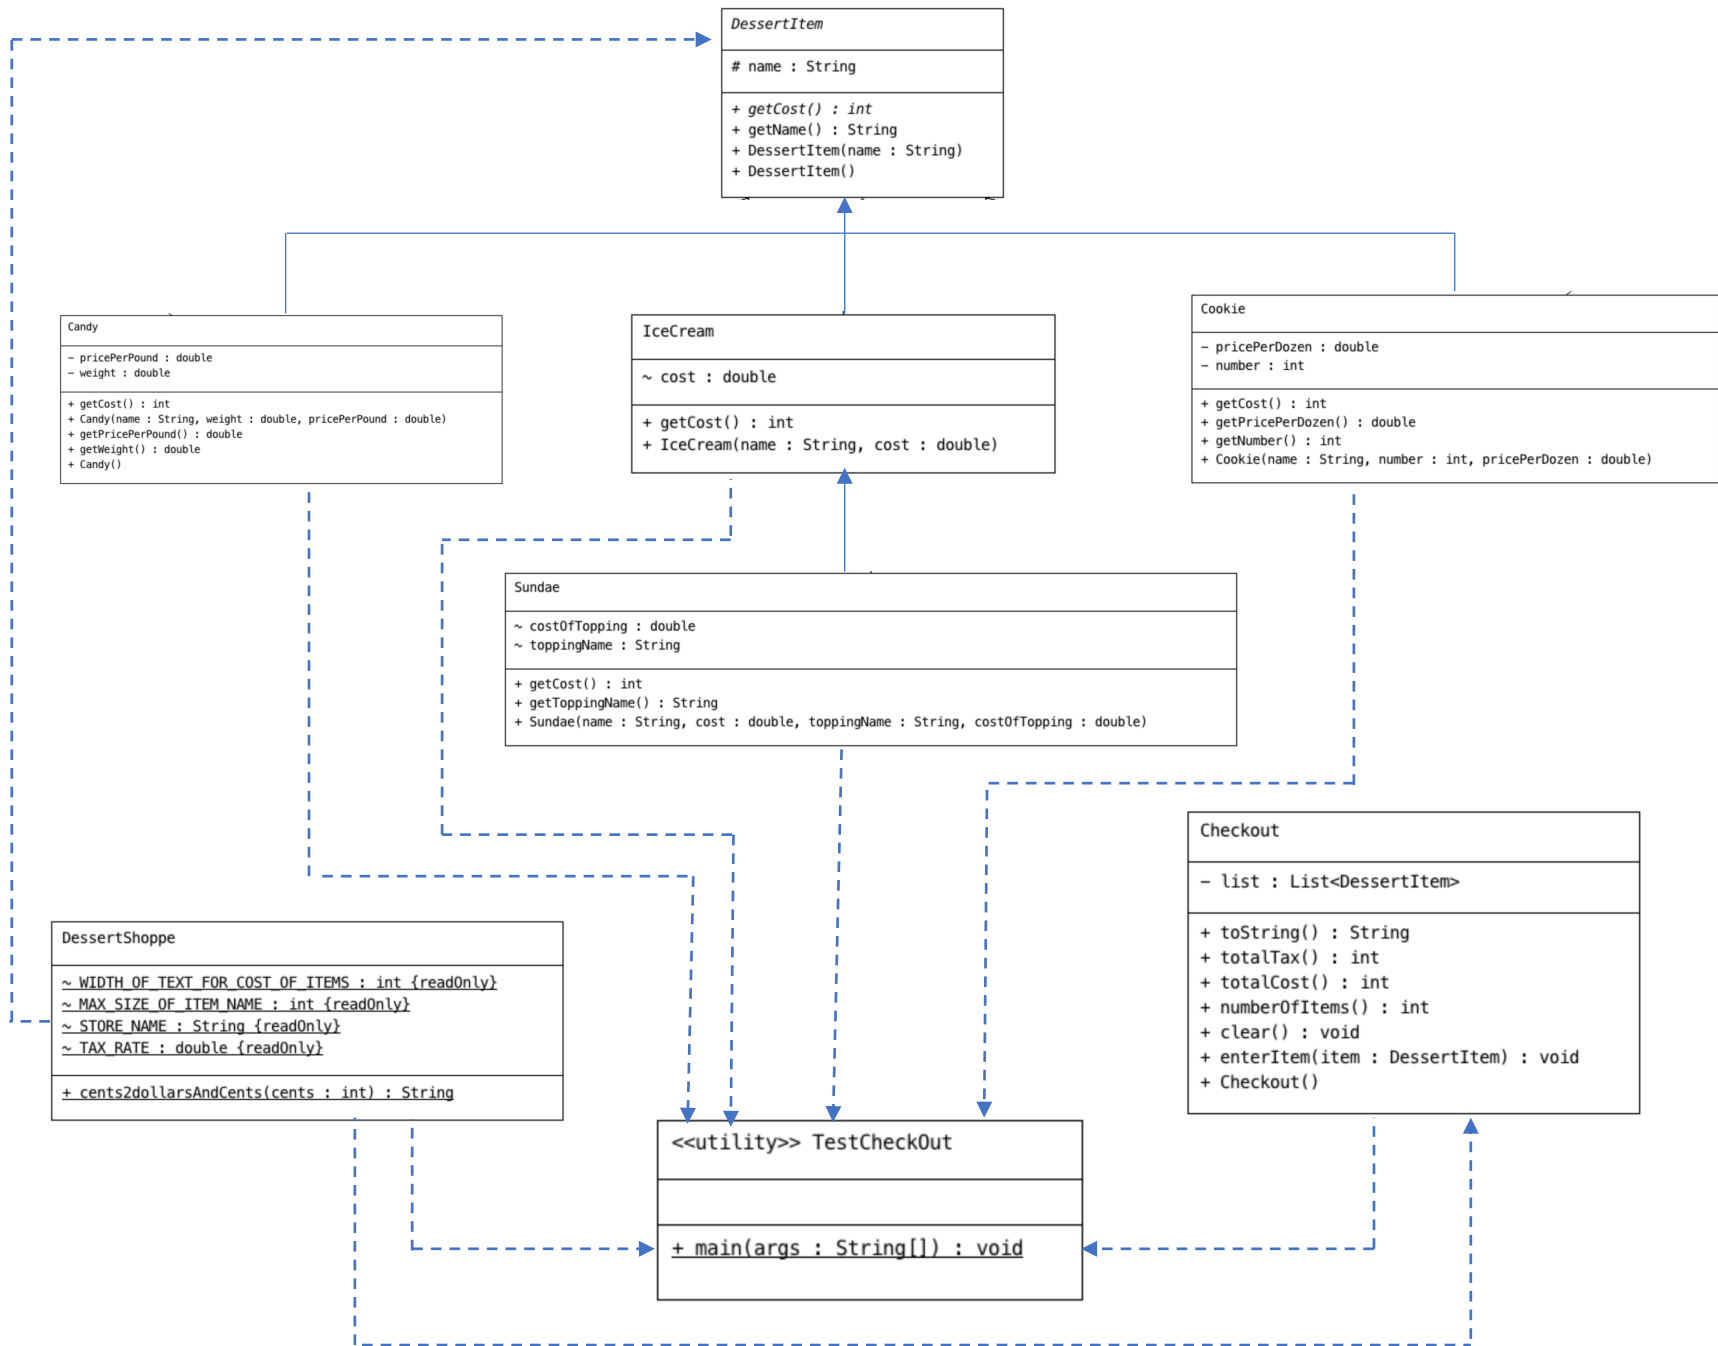 DessertItem
# name : String
+ getCost() : int
+ getName() : String
+ DessertItem(name : String)
+ DessertItem()
Candy
– pricePerPound : double
– weight : double
+ getCost() : int
+ Candy(name : String, weight : double, pricePerPound : double)
+ getPricePerPound() : double
+ getWeight() : double
+ Candy()
IceCream
~ cost : double
+ getCost() : int
+ IceCream(name : String, cost : double)
Cookie
– pricePerDozen : double
– number : int
+ getCost() : int
+ getPricePerDozen() : double
+ getNumber() : int
+ Cookie(name : String, number : int, pricePerDozen : double)
Sundae
~ costOfTopping : double
~ toppingName : String
+ getCost() : int
+ getToppingName() : String
+ Sundae(name : String, cost : double, toppingName : String, costOfTopping : double)
Checkout
– list : List<DessertItem>
+ toString() : String
+ totalTax() : int
+ totalCost() : int
+ numberOfItems() : int
+ clear() : void
+ enterItem(item : DessertItem) : void
+ Checkout()
DessertShoppe
~ WIDTH_OF_TEXT_FOR_COST_OF_ITEMS : int {readOnly}
~ MAX_SIZE_OF_ITEM_NAME : int {readOnly}
~ STORE_NAME : String {readOnly}
~ TAX_RATE : double {readOnly}
+ cents2dollarsAndCents(cents : int) : String
<<utility>> TestCheckOut
+ main(args : String[]) : void